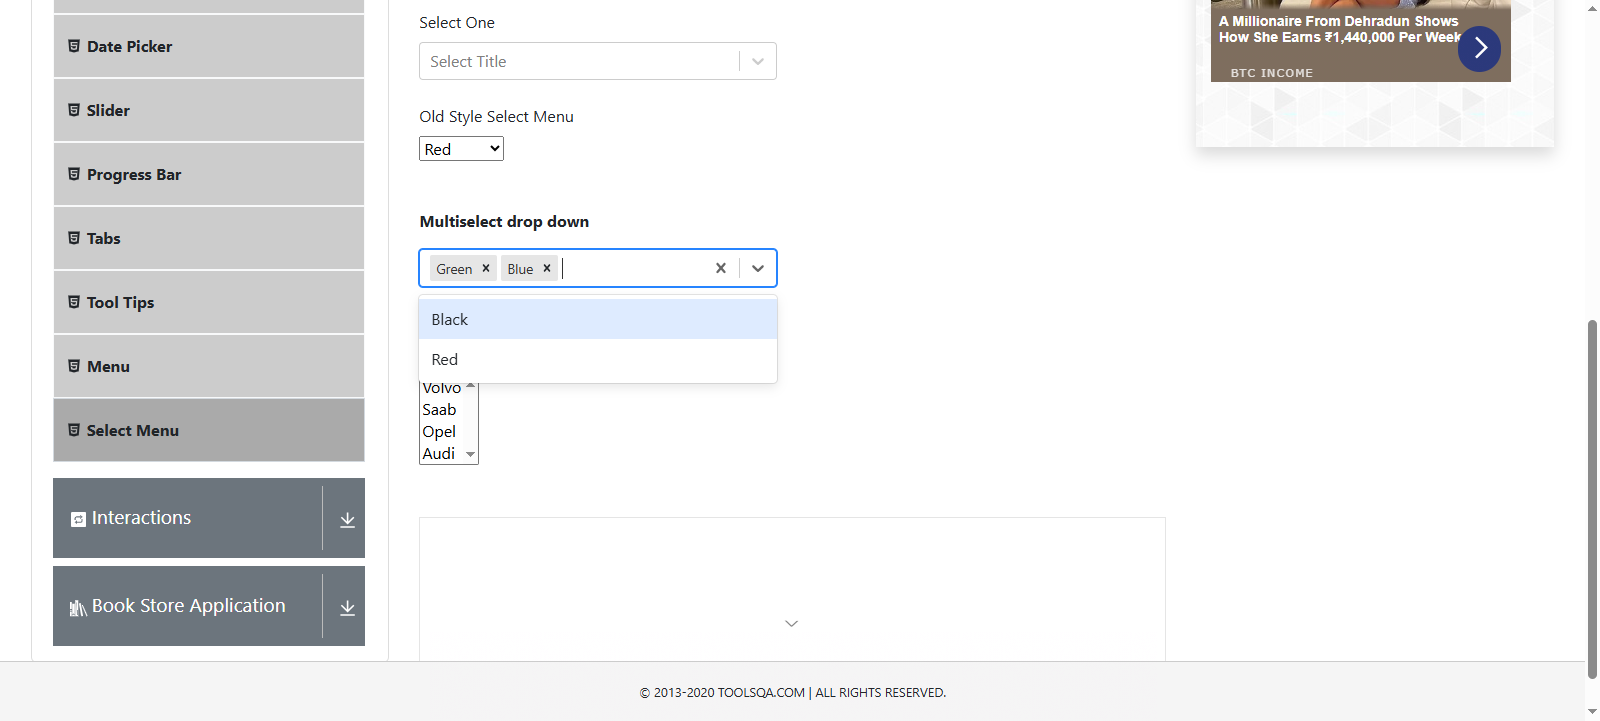 Date Picker
Slider
Progress Bar
Tabs
Tool Tips
Menu
Select Menu
Interactions
Book Store Application
Select One
Select Title
Old Style Select Menu
Red
Multiselect drop down
Green
Blue
Black
Red
Volvo
Saab
Opel
Audi
A Millionaire From Dehradun Shows
How She Earns ₹1,440,000 Per Week
BTC INCOME
© 2013-2020 TOOLSQA.COM | ALL RIGHTS RESERVED.